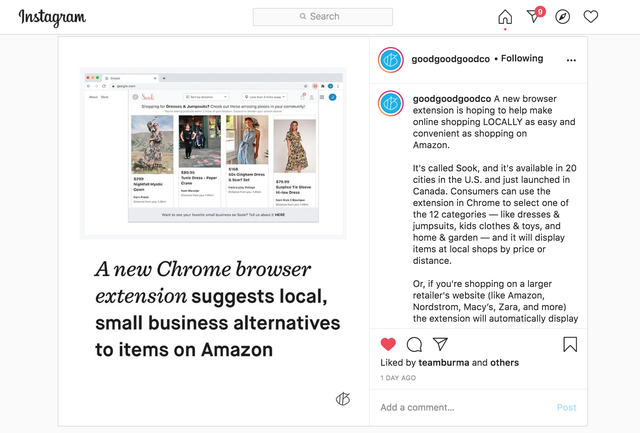 Instagram
Search
9
goodgoodgoodco • Following
goodgoodgoodco A new browser
extension is hoping to help make
online shopping LOCALLY as easy and
convenient as shopping on
Amazon.
It's called Sook, and it's available in 20
cities in the U.S. and just launched in
Canada. Consumers can use the
extension in Chrome to select one of
the 12 categories — like dresses &
jumpsuits, kids clothes & toys, and
home & garden — and it will display
items at local shops by price or
distance.
Or, if you're shopping on a larger
retailer's website (like Amazon,
Nordstrom, Macy's, Zara, and more)
the extension will automatically display
Liked by teamburma and others
1 DAY AGO
Add a comment...
Post
Sook
Shopping for Dresses & Jumpsuits? Check out these amazing pieces in your community!
$299
Nightfall Mystic
Gown
$89.95
Tunic Dress - Paper
Crane
$168
60s Gingham Dress
& Scarf Set
$79.99
Surplice Tie Sleeve
Hi-low Dress
Want to see your favorite small business on Sook? Tell us about it HERE
A new Chrome browser
extension suggests local,
small business alternatives
to items on Amazon